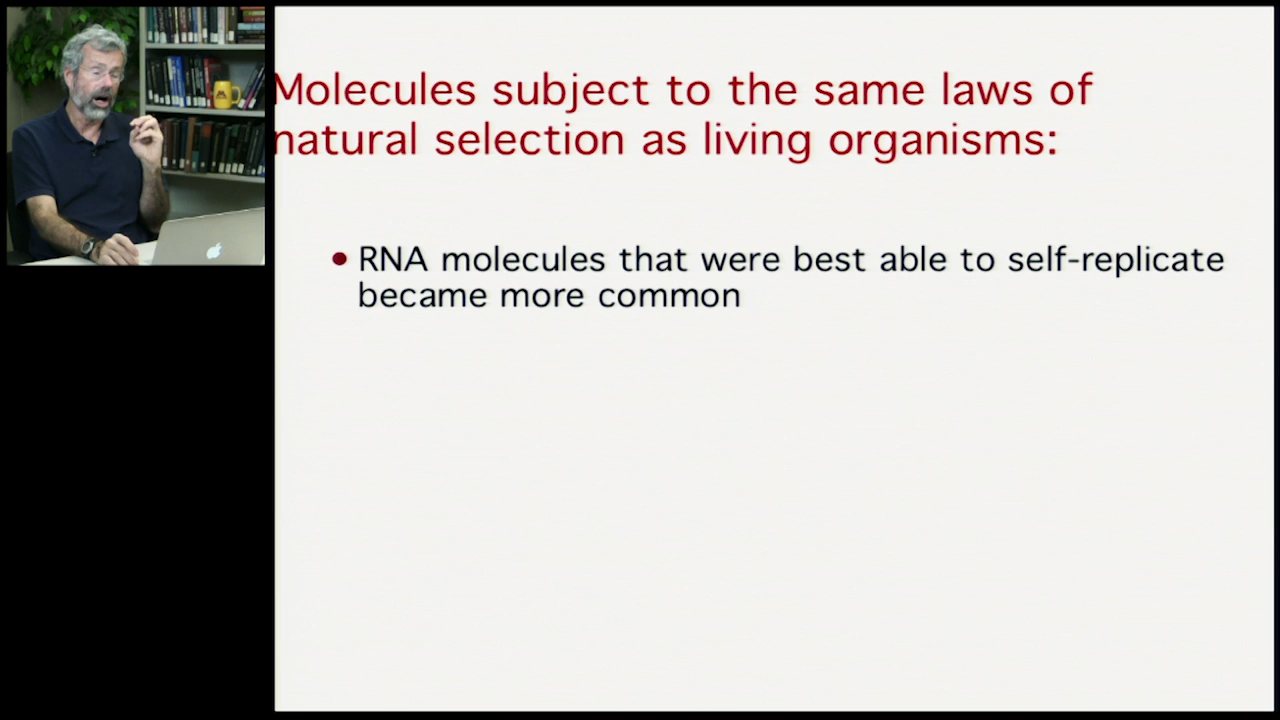 Molecules subject to the same laws of
natural selection as living organisms:
• RNA molecules that were best able to self-replicate
became more common